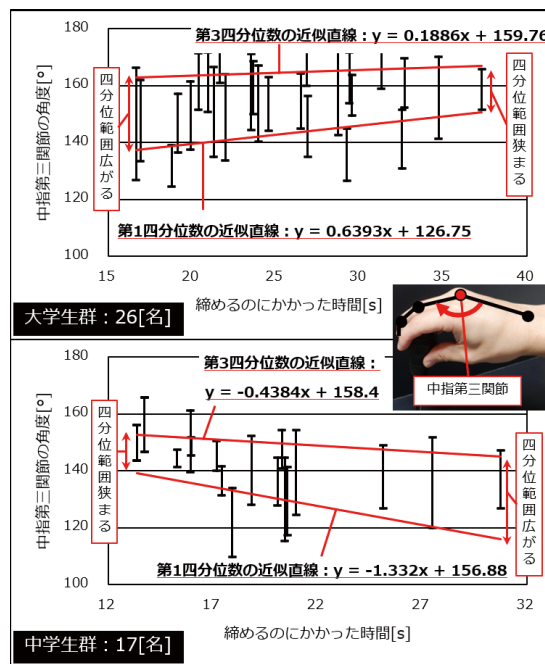 第3四分位数の近似直線：y = 0.1886x + 159.76
中指第三関節の角度[°]
180
160
140
120
100
四分位範囲広がる
四分位範囲狭まる
第1四分位数の近似直線：y = 0.6393x + 126.75
15
20
25
30
35
40
締めるのにかかった時間[s]
大学生群：26[名]
中指第三関節
第3四分位数の近似直線：
y = -0.4384x + 158.4
中指第三関節の角度[°]
180
160
140
120
100
四分位範囲狭まる
四分位範囲広がる
第1四分位数の近似直線：y = -1.332x + 156.88
12
17
22
27
32
締めるのにかかった時間[s]
中学生群：17[名]